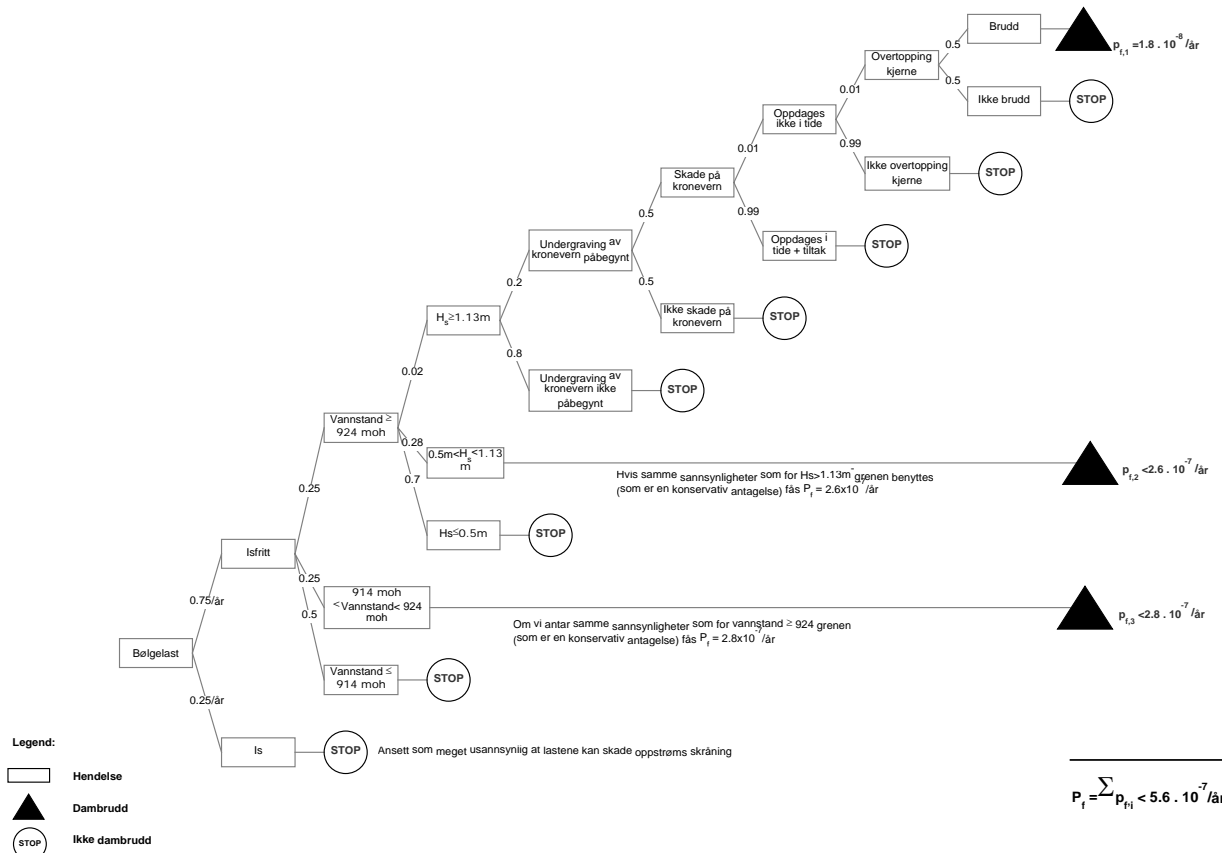 Brudd
p f,1 =1.8 . 10 -8 /år
0.5
Overtopping
kjerne
0.5
Ikke brudd
STOP
0.01
Oppdages
ikke i tide
0.99
Ikke overtopping
kjerne
STOP
0.01
Skade på
kronevern
0.99
Oppdages i
tide + tiltak
STOP
0.5
Undergraving av
kronevern påbegynt
0.5
Ikke skade på
kronevern
STOP
0.2
H s ≥1.13m
0.8
Undergraving av
kronevern ikke
påbegynt
STOP
0.02
Vannstand ≥
924 moh
0.28
0.5m<H s <1.13
m
Hvis samme sannsynligheter som for Hs>1.13m- grenen benyttes
(som er en konservativ antagelse) fås P f = 2.6x10 -7 /år
p f,2 <2.6 . 10 -7 /år
0.7
Hs≤0.5m
STOP
0.25
Isfritt
0.25
914 moh
<Vannstand< 924
moh
Om vi antar samme sannsynligheter som for vannstand ≥ 924 grenen
(som er en konservativ antagelse) fås P f = 2.8x10 -7 /år
p f,3 <2.8 . 10 -7 /år
0.5
Vannstand ≤
914 moh
STOP
0.75/år
Bølgelast
0.25/år
Is
STOP
Ansett som meget usannsynlig at lastene kan skade oppstrøms skråning
Legend:
Hendelse
Dambrudd
STOP
Ikke dambrudd
P f = Σ p f,i < 5.6 . 10 -7 /år